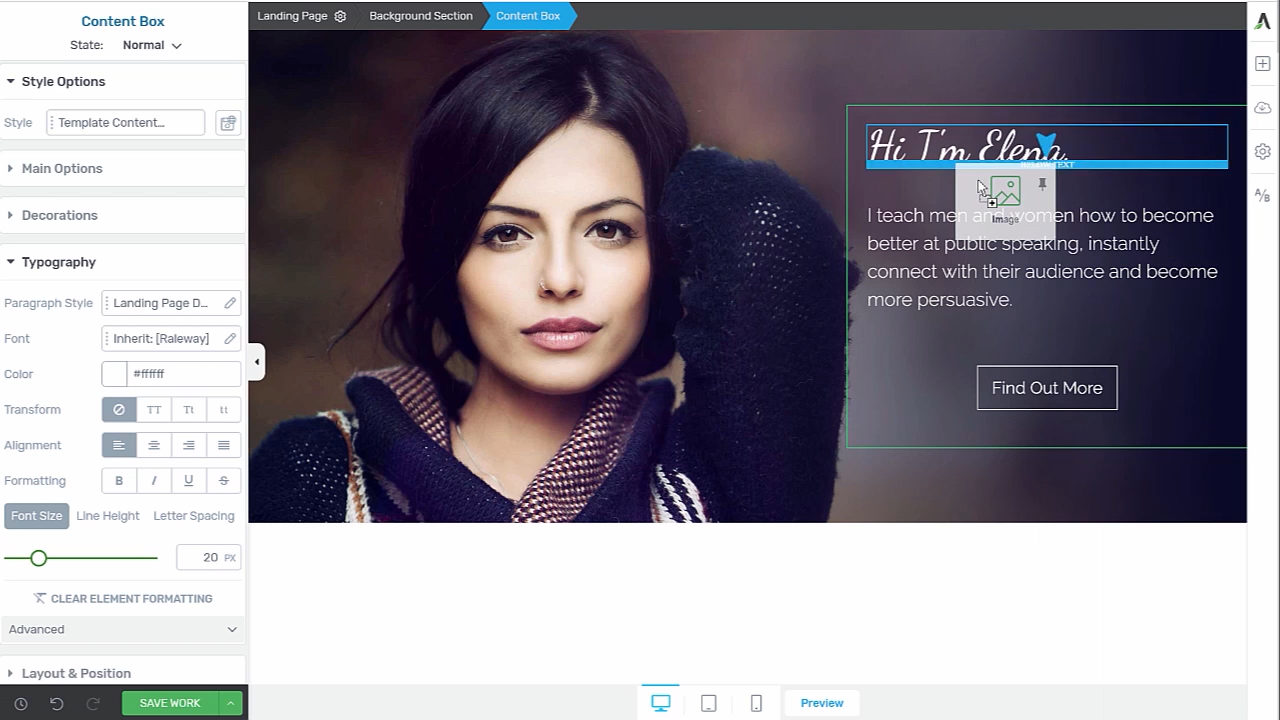 Content Box
State: Normal
Style Options
Style Template Content...
Main Options
Decorations
Typography
Paragraph Style Landing Page D...
Font Inherit: [Raleway]
Color #ffffff
Transform TT Tt tt
Alignment
Formatting B I U S
Font Size Line Height Letter Spacing
20 PX
CLEAR ELEMENT FORMATTING
Advanced
Layout & Position
SAVE WORK
Landing Page Background Section Content Box
Hi I'm Elena.
Image
I teach men and women how to become
better at public speaking, instantly
connect with their audience and become
more persuasive.
Find Out More
Preview
A/B